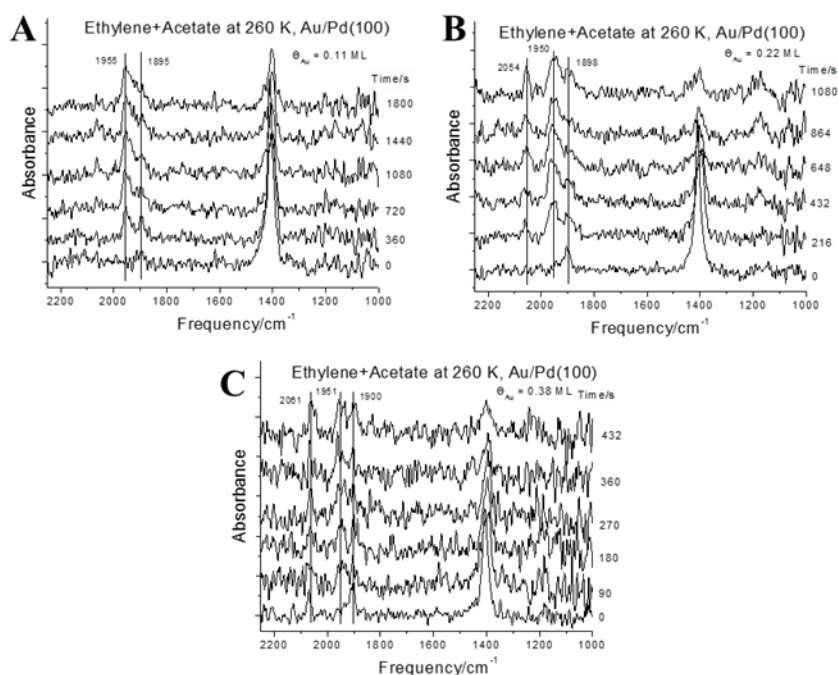 A
Ethylene+Acetate at 260 K, Au/Pd(100)
Θ Au = 0.11 ML
1955
1895
Time/s
1800
1440
1080
720
360
0
Absorbance
2200 2000 1800 1600 1400 1200 1000
Frequency/cm-1
B
Ethylene+Acetate at 260 K, Au/Pd(100)
Θ Au = 0.22 ML
2054
1950
1898
Time/s
1080
864
648
432
216
0
Absorbance
2200 2000 1800 1600 1400 1200 1000
Frequency/cm-1
C
Ethylene+Acetate at 260 K, Au/Pd(100)
Θ Au = 0.38 ML
2061
1951
1900
Time/s
432
360
270
180
90
0
Absorbance
2200 2000 1800 1600 1400 1200 1000
Frequency/cm-1